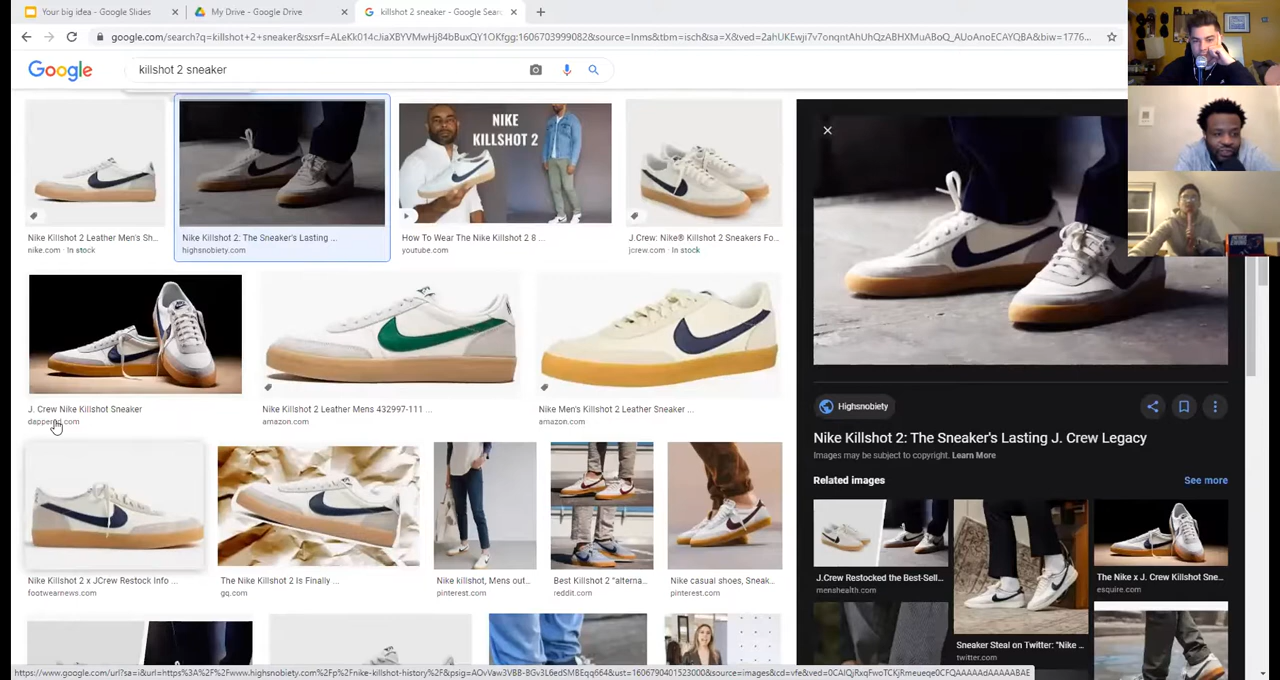 Your big idea - Google Slides
My Drive - Google Drive
killshot 2 sneaker - Google Sear
google.com/search?q=killshot+2+sneaker&sxsrf=
Google
killshot 2 sneaker
NIKE
KILLSHOT 2
Nike Killshot 2 Leather Men's Sh...
nike.com · In stock
Nike Killshot 2: The Sneaker's Lasting ...
highsnobiety.com
How To Wear The Nike Killshot 2 8 ...
youtube.com
J.Crew: Nike® Killshot 2 Sneakers Fo...
jcrew.com · In stock
J. Crew Nike Killshot Sneaker
Nike Killshot 2 Leather Mens 432997-111 ...
amazon.com
Nike Men's Killshot 2 Leather Sneaker ...
amazon.com
Nike Killshot 2 x JCrew Restock Info ...
footwearnews.com
The Nike Killshot 2 Is Finally ...
gq.com
Nike killshot, Mens out...
pinterest.com
Best Killshot 2 "alterna...
reddit.com
Nike casual shoes, Sneak...
pinterest.com
Highsnobiety
Nike Killshot 2: The Sneaker's Lasting J. Crew Legacy
Images may be subject to copyright. Learn More
Related images
See more
J.Crew Restocked the Best-Sell...
menshealth.com
Sneaker Steal on Twitter: "Nike ...
twitter.com
The Nike x J. Crew Killshot Sne...
esquire.com